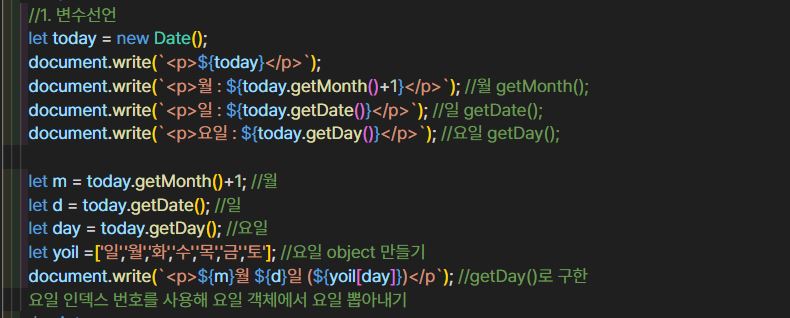 //1. 변수선언
let today = new Date();
document.write(`<p>${today}</p>`);
document.write(`<p>월 : ${today.getMonth()+1}</p>`); //월 getMonth();
document.write(`<p>일 : ${today.getDate()}</p>`); //일 getDate();
document.write(`<p>요일 : ${today.getDay()}</p>`); //요일 getDay();
let m = today.getMonth()+1; //월
let d = today.getDate(); //일
let day = today.getDay(); //요일
let yoil =['일','월','화','수','목','금','토']; //요일 object 만들기
document.write(`<p>${m}월 ${d}일 (${yoil[day]})</p`); //getDay()로 구한
요일 인덱스 번호를 사용해 요일 객체에서 요일 뽑아내기